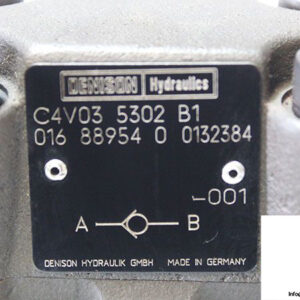 DENISON Hydraulics
C4V03 5302 B1
016 88954 0 0132384
-001
A B
DENISON HYDRAULIK GMBH MADE IN GERMANY